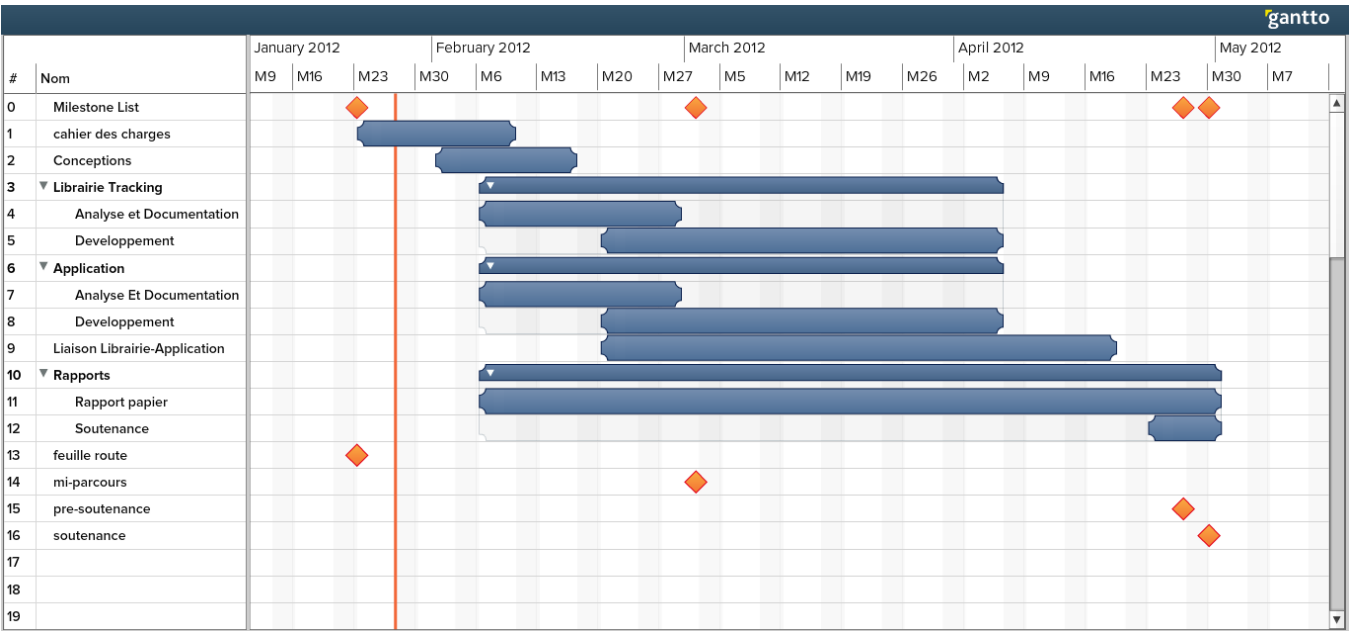 gantto
January 2012 February 2012 March 2012 April 2012 May 2012
# Nom M9 M16 M23 M30 M6 M13 M20 M27 M5 M12 M19 M26 M2 M9 M16 M23 M30 M7
0 Milestone List
1 cahier des charges
2 Conceptions
3 Librairie Tracking
4 Analyse et Documentation
5 Developpement
6 Application
7 Analyse Et Documentation
8 Developpement
9 Liaison Librairie-Application
10 Rapports
11 Rapport papier
12 Soutenance
13 feuille route
14 mi-parcours
15 pre-soutenance
16 soutenance
17
18
19